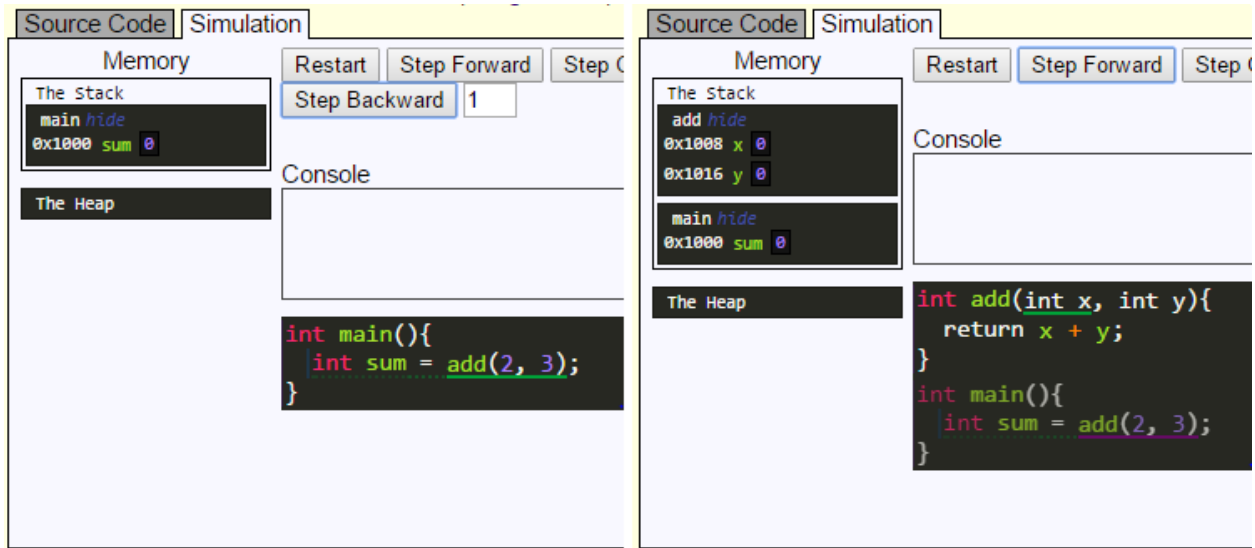 Source Code Simulation
Memory
Restart Step Forward Step
Step Backward 1
The Stack
main hide
0x1000 sum 0
The Heap
Console
int main(){
int sum = add(2, 3);
}
Source Code Simulation
Memory
Restart Step Forward Step
The Stack
add hide
0x1008 x 0
0x1016 y 0
main hide
0x1000 sum 0
The Heap
Console
int add(int x, int y){
return x + y;
}
int main(){
int sum = add(2, 3);
}